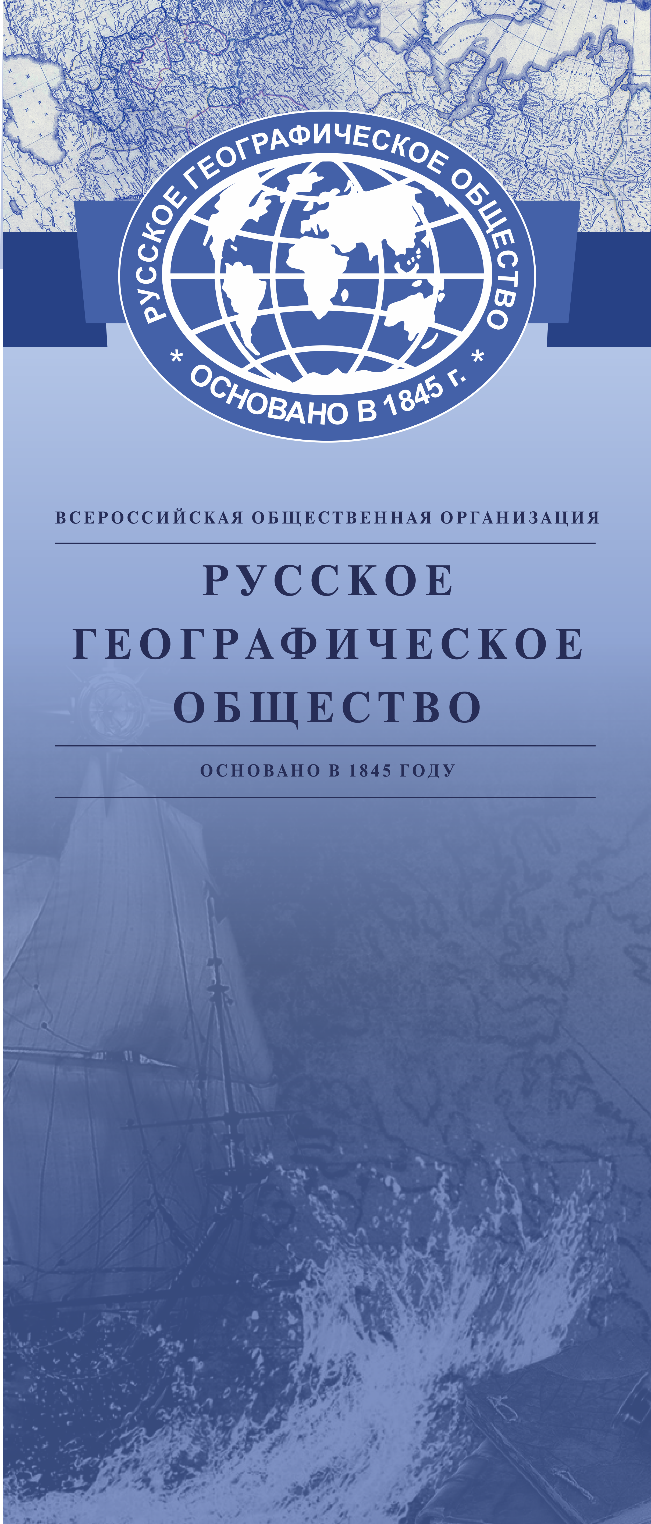 РУССКОЕ ГЕОГРАФИЧЕСКОЕ ОБЩЕСТВО
* ОСНОВАНО В 1845 г. *
ВСЕРОССИЙСКАЯ ОБЩЕСТВЕННАЯ ОРГАНИЗАЦИЯ
РУССКОЕ
ГЕОГРАФИЧЕСКОЕ
ОБЩЕСТВО
ОСНОВАНО В 1845 ГОДУ